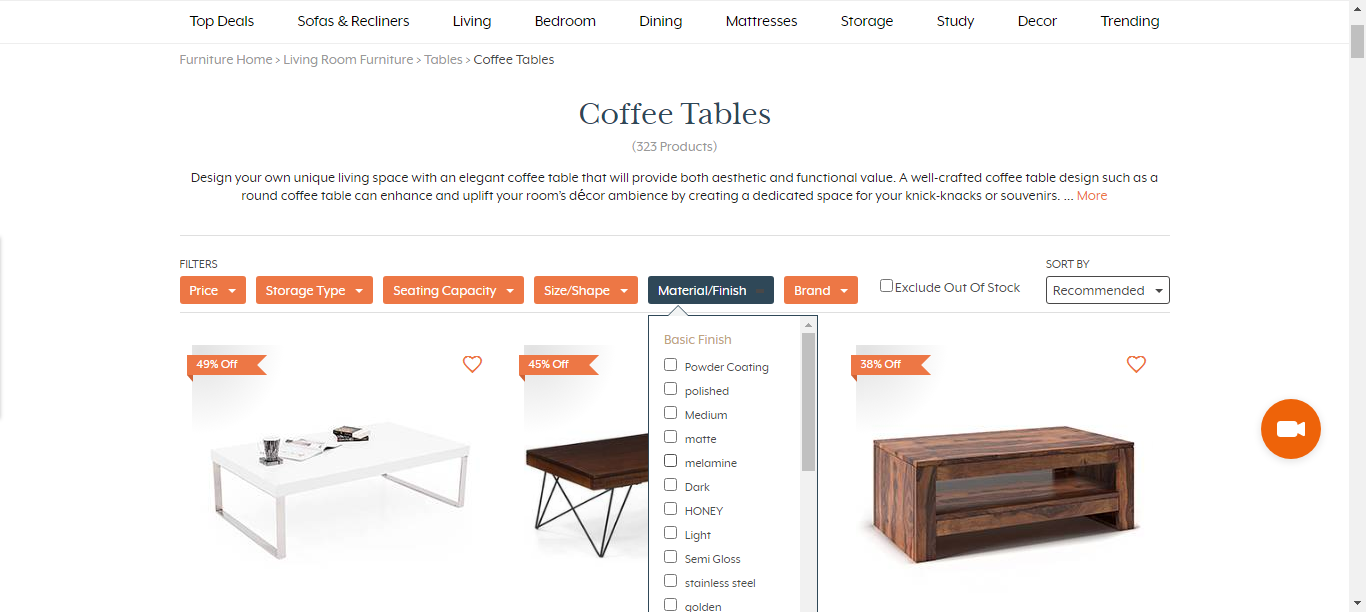 Top Deals Sofas & Recliners Living Bedroom Dining Mattresses Storage Study Decor Trending
Furniture Home > Living Room Furniture > Tables > Coffee Tables
Coffee Tables
(323 Products)
Design your own unique living space with an elegant coffee table that will provide both aesthetic and functional value. A well-crafted coffee table design such as a
round coffee table can enhance and uplift your room's décor ambience by creating a dedicated space for your knick-knacks or souvenirs. ... More
FILTERS
SORT BY
Price Storage Type Seating Capacity Size/Shape Material/Finish Brand Exclude Out Of Stock Recommended
Basic Finish
Powder Coating
polished
Medium
matte
melamine
Dark
HONEY
Light
Semi Gloss
stainless steel
golden
49% Off
45% Off
38% Off